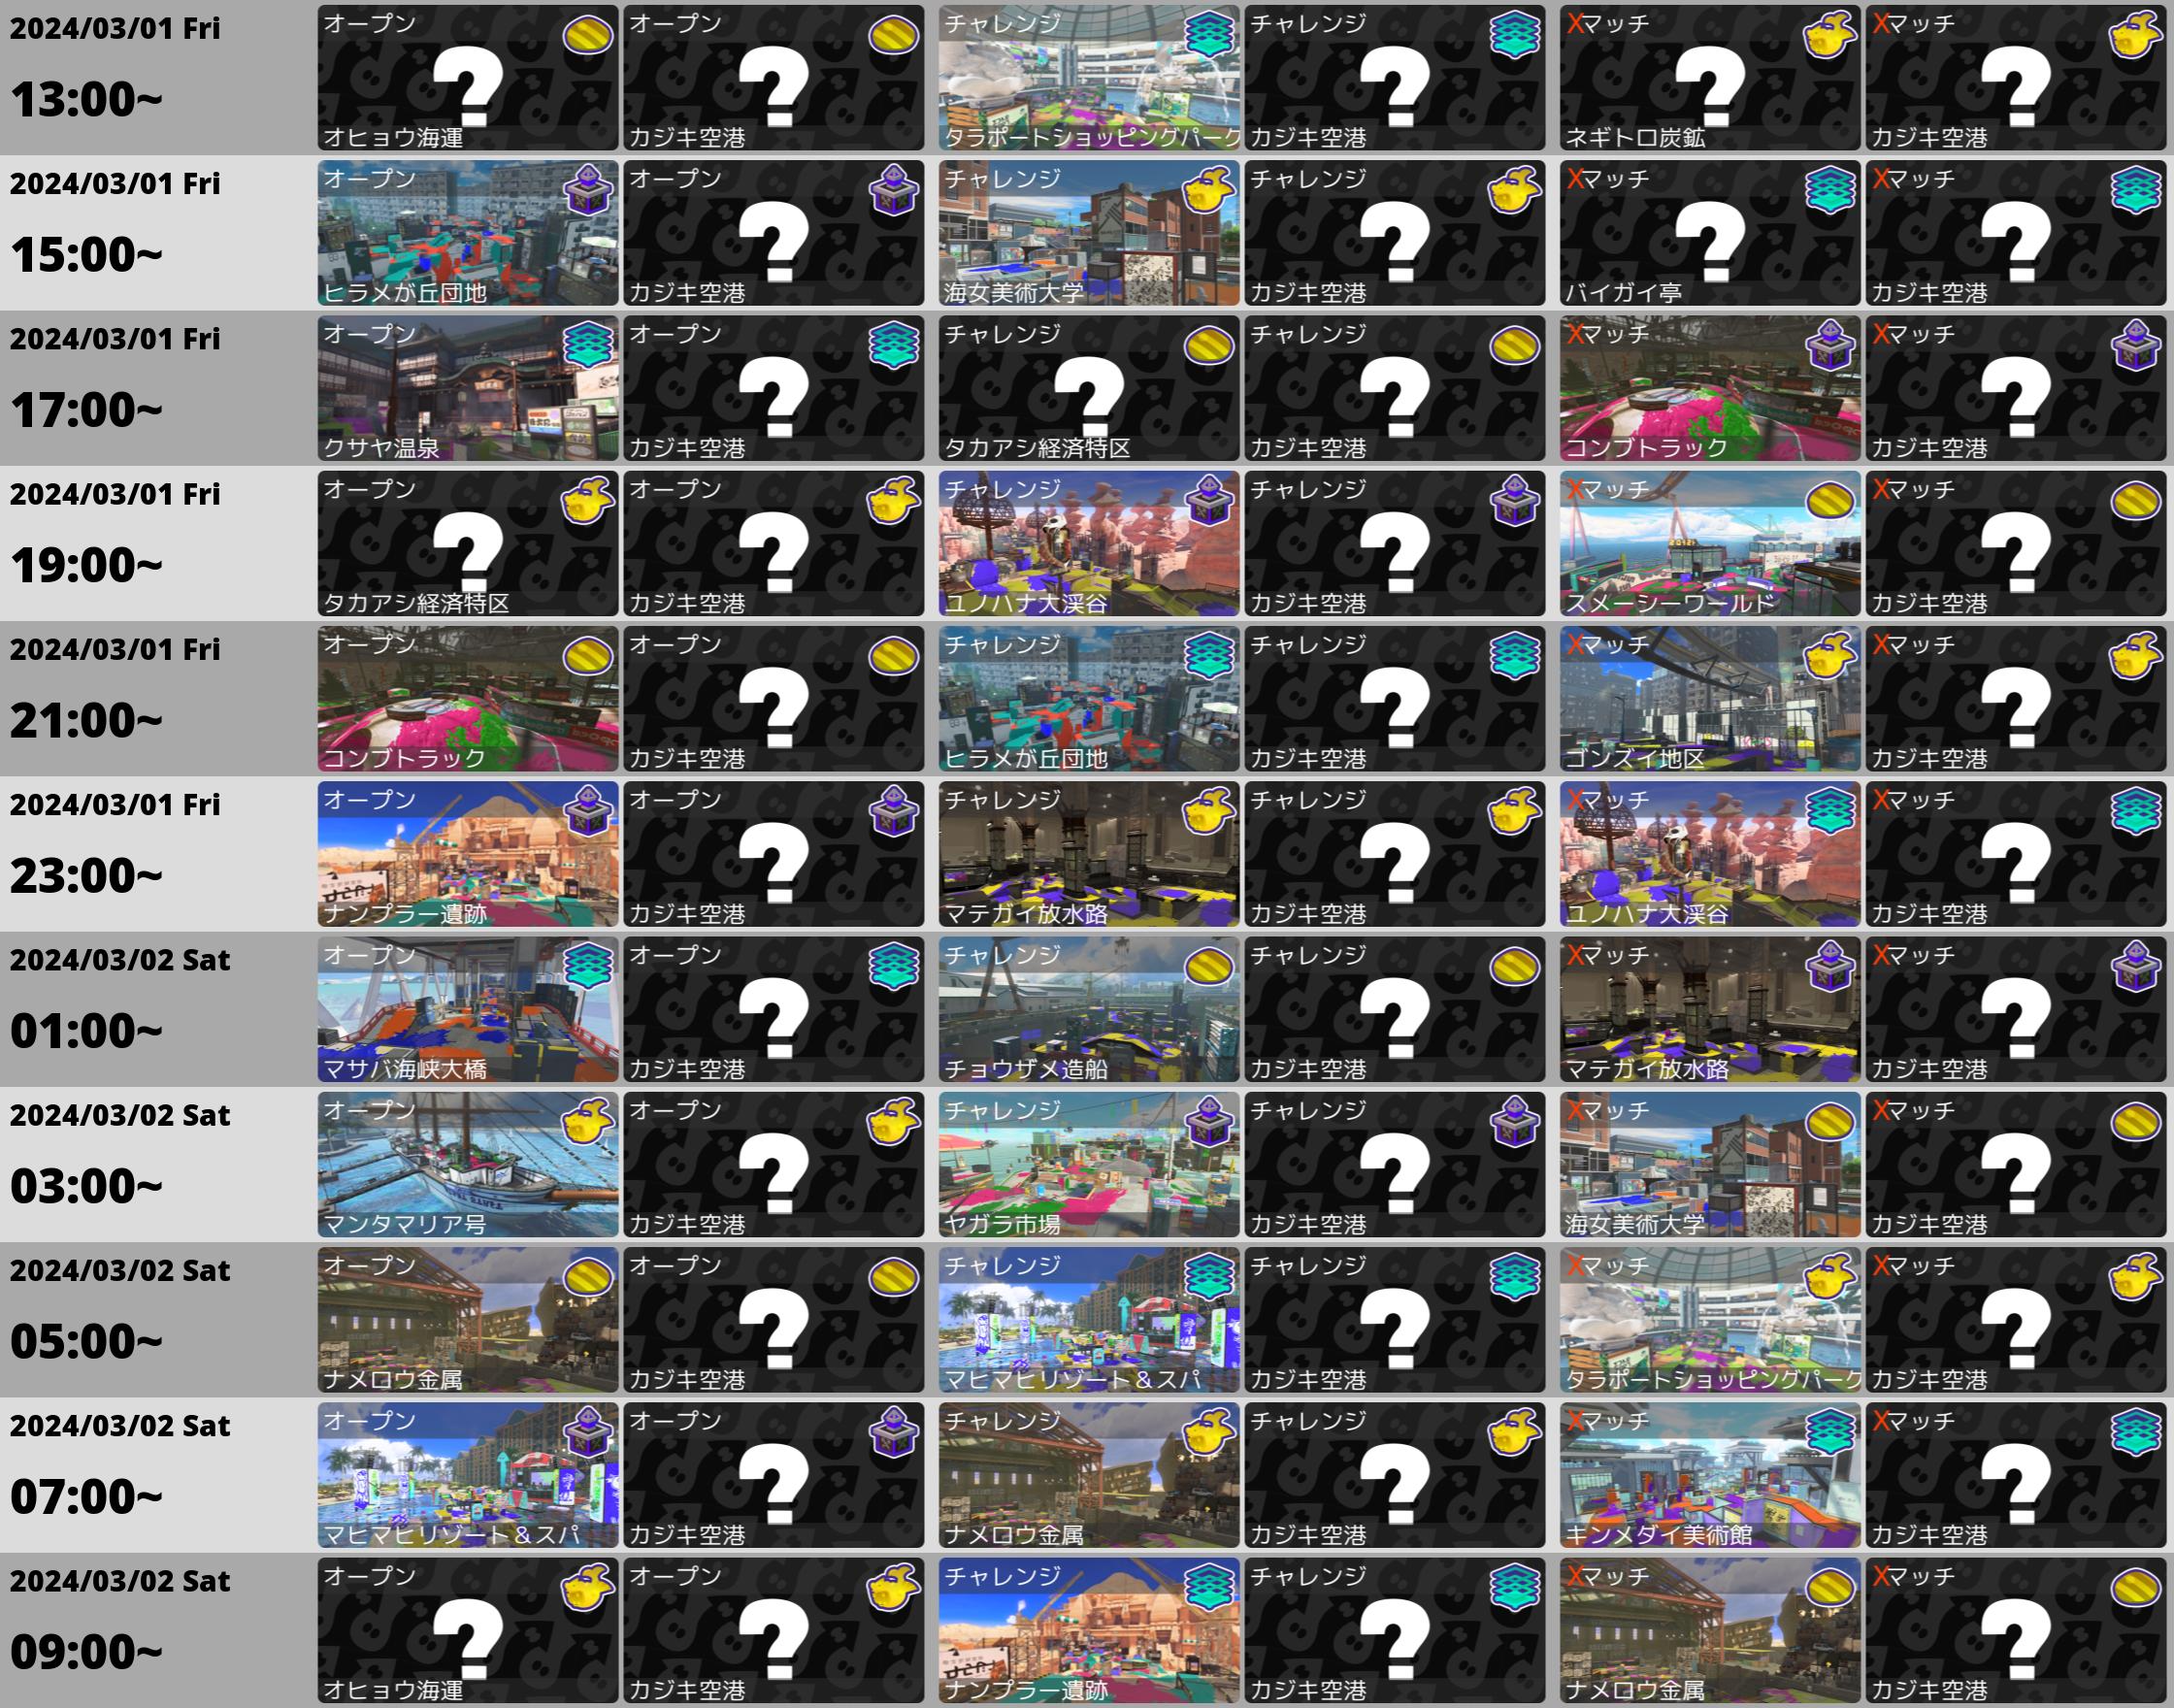 2024/03/01 Fri
13:00~
オープン
オヒョウ海運
オープン
カジキ空港
チャレンジ
タラポートショッピングパーク
チャレンジ
カジキ空港
Xマッチ
ネギトロ炭鉱
Xマッチ
カジキ空港
2024/03/01 Fri
15:00~
オープン
ヒラメが丘団地
オープン
カジキ空港
チャレンジ
海女美術大学
チャレンジ
カジキ空港
Xマッチ
バイガイ亭
Xマッチ
カジキ空港
2024/03/01 Fri
17:00~
オープン
クサヤ温泉
オープン
カジキ空港
チャレンジ
タカアシ経済特区
チャレンジ
カジキ空港
Xマッチ
コンブトラック
Xマッチ
カジキ空港
2024/03/01 Fri
19:00~
オープン
タカアシ経済特区
オープン
カジキ空港
チャレンジ
ユノハナ大渓谷
チャレンジ
カジキ空港
Xマッチ
スメーシーワールド
Xマッチ
カジキ空港
2024/03/01 Fri
21:00~
オープン
コンブトラック
オープン
カジキ空港
チャレンジ
ヒラメが丘団地
チャレンジ
カジキ空港
Xマッチ
ゴンズイ地区
Xマッチ
カジキ空港
2024/03/01 Fri
23:00~
オープン
ナンプラー遺跡
オープン
カジキ空港
チャレンジ
マテガイ放水路
チャレンジ
カジキ空港
Xマッチ
ユノハナ大渓谷
Xマッチ
カジキ空港
2024/03/02 Sat
01:00~
オープン
マサバ海峡大橋
オープン
カジキ空港
チャレンジ
チョウザメ造船
チャレンジ
カジキ空港
Xマッチ
マテガイ放水路
Xマッチ
カジキ空港
2024/03/02 Sat
03:00~
オープン
マンタマリア号
オープン
カジキ空港
チャレンジ
ヤガラ市場
チャレンジ
カジキ空港
Xマッチ
海女美術大学
Xマッチ
カジキ空港
2024/03/02 Sat
05:00~
オープン
ナメロウ金属
オープン
カジキ空港
チャレンジ
マヒマヒリゾート＆スパ
チャレンジ
カジキ空港
Xマッチ
タラポートショッピングパーク
Xマッチ
カジキ空港
2024/03/02 Sat
07:00~
オープン
マヒマヒリゾート＆スパ
オープン
カジキ空港
チャレンジ
ナメロウ金属
チャレンジ
カジキ空港
Xマッチ
キンメダイ美術館
Xマッチ
カジキ空港
2024/03/02 Sat
09:00~
オープン
オヒョウ海運
オープン
カジキ空港
チャレンジ
ナンプラー遺跡
チャレンジ
カジキ空港
Xマッチ
ナメロウ金属
Xマッチ
カジキ空港